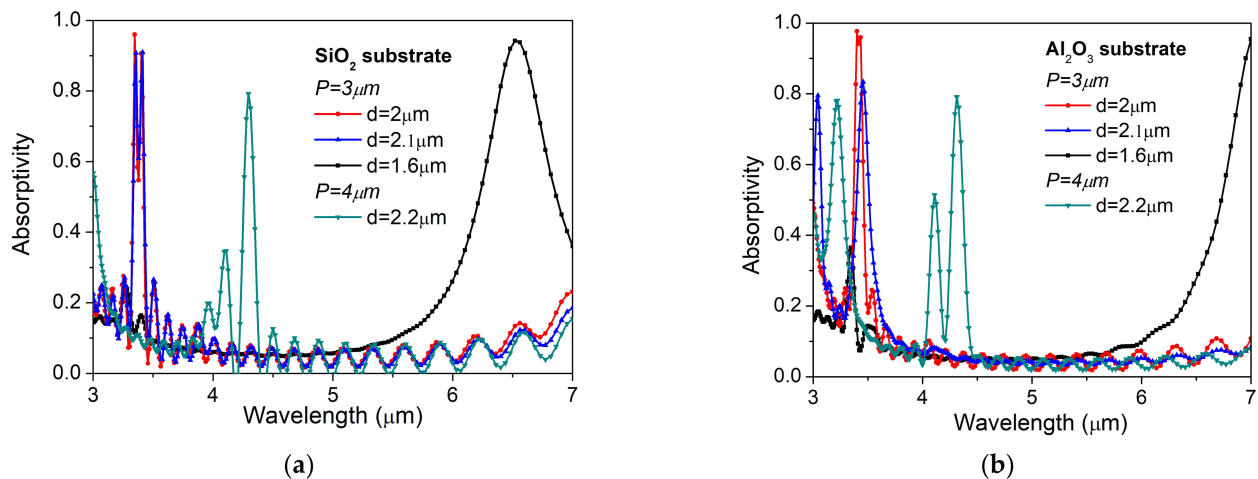 1.0
0.8
0.6
0.4
0.2
0.0
Absorptivity
SiO₂ substrate
P=3μm
d=2μm
d=2.1μm
d=1.6μm
P=4μm
d=2.2μm
3 4 5 6 7
Wavelength (μm)
(a)
1.0
0.8
0.6
0.4
0.2
0.0
Absorptivity
Al₂O₃ substrate
P=3μm
d=2μm
d=2.1μm
d=1.6μm
P=4μm
d=2.2μm
3 4 5 6 7
Wavelength (μm)
(b)